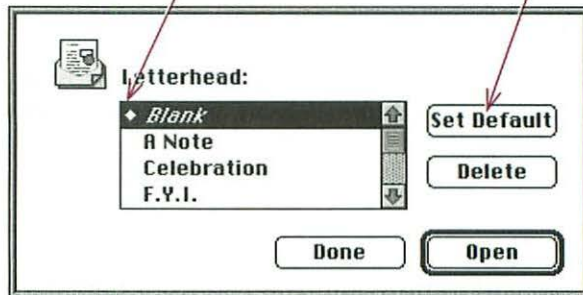 Letterhead:
◆ Blank
A Note
Celebration
F.Y.I.
Set Default
Delete
Done
Open